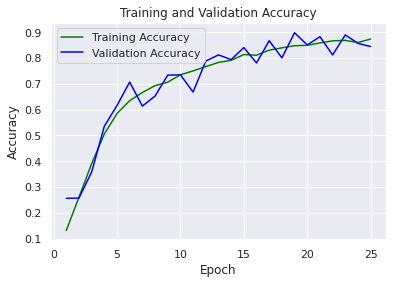 Training and Validation Accuracy
Training Accuracy
Validation Accuracy
Accuracy
0.9
0.8
0.7
0.6
0.5
0.4
0.3
0.2
0.1
0 5 10 15 20 25
Epoch